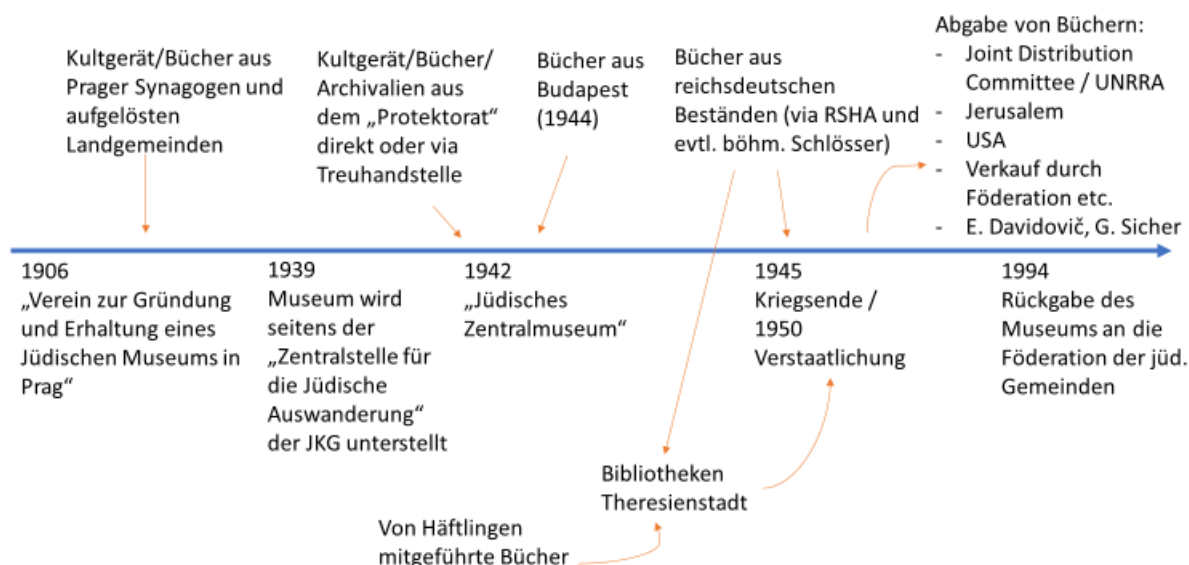 Kultgerät/Bücher aus
Prager Synagogen und
aufgelösten
Landgemeinden
Kultgerät/Bücher/
Archivalien aus
dem „Protektorat“
direkt oder via
Treuhandstelle
Bücher aus
Budapest
(1944)
Bücher aus
reichsdeutschen
Beständen (via RSHA und
evtl. böhm. Schlösser)
Abgabe von Büchern:
- Joint Distribution
Committee / UNRRA
- Jerusalem
- USA
- Verkauf durch
Föderation etc.
- E. Davidovič, G. Sicher
1906
„Verein zur Gründung
und Erhaltung eines
Jüdischen Museums in
Prag“
1939
Museum wird
seitens der
„Zentralstelle für
die Jüdische
Auswanderung“
der JKG unterstellt
1942
„Jüdisches
Zentralmuseum“
1945
Kriegsende /
1950
Verstaatlichung
1994
Rückgabe des
Museums an die
Föderation der jüd.
Gemeinden
Bibliotheken
Theresienstadt
Von Häftlingen
mitgeführte Bücher